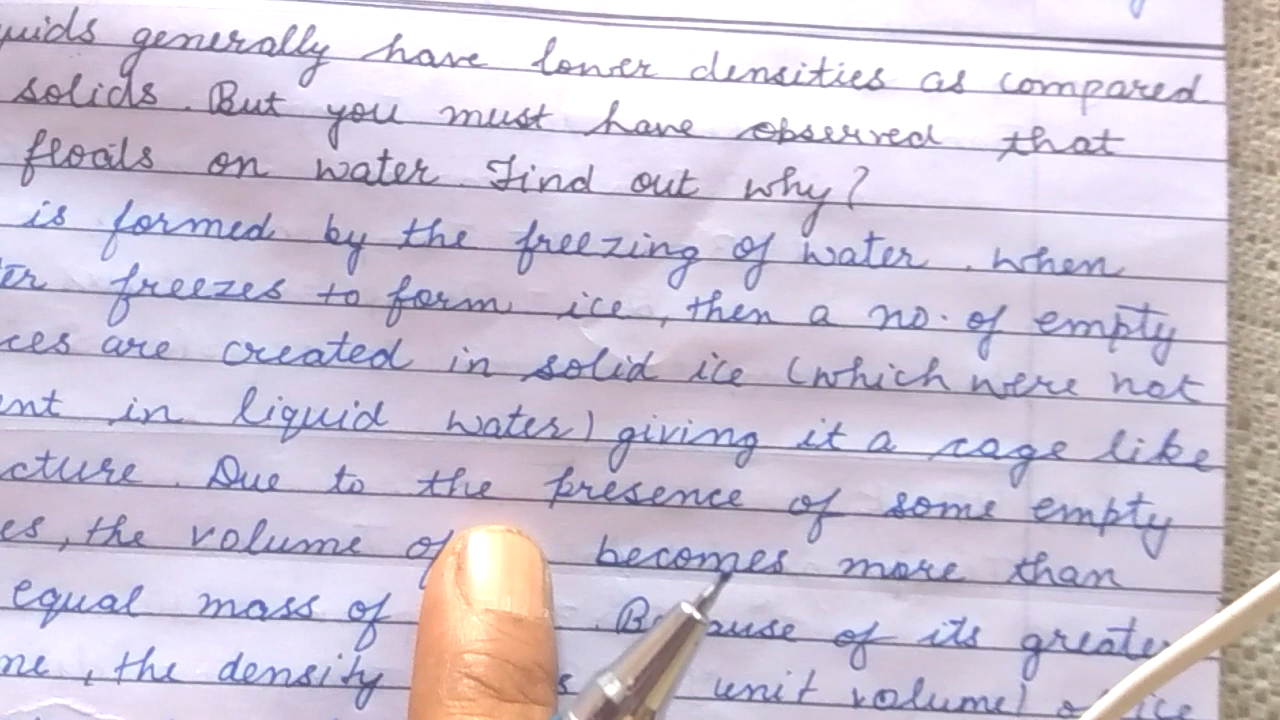 generally have lower densities as compared
solids. But you must have observed that
floats on water. Find out why?
is formed by the freezing of water. when
freezes to form ice, then a no. of empty
are created in solid ice (which were not
in liquid water) giving it a cage like
Due to the presence of some empty
, the volume of becomes more than
equal mass of . Because of its greater
, the density unit volume) of ice